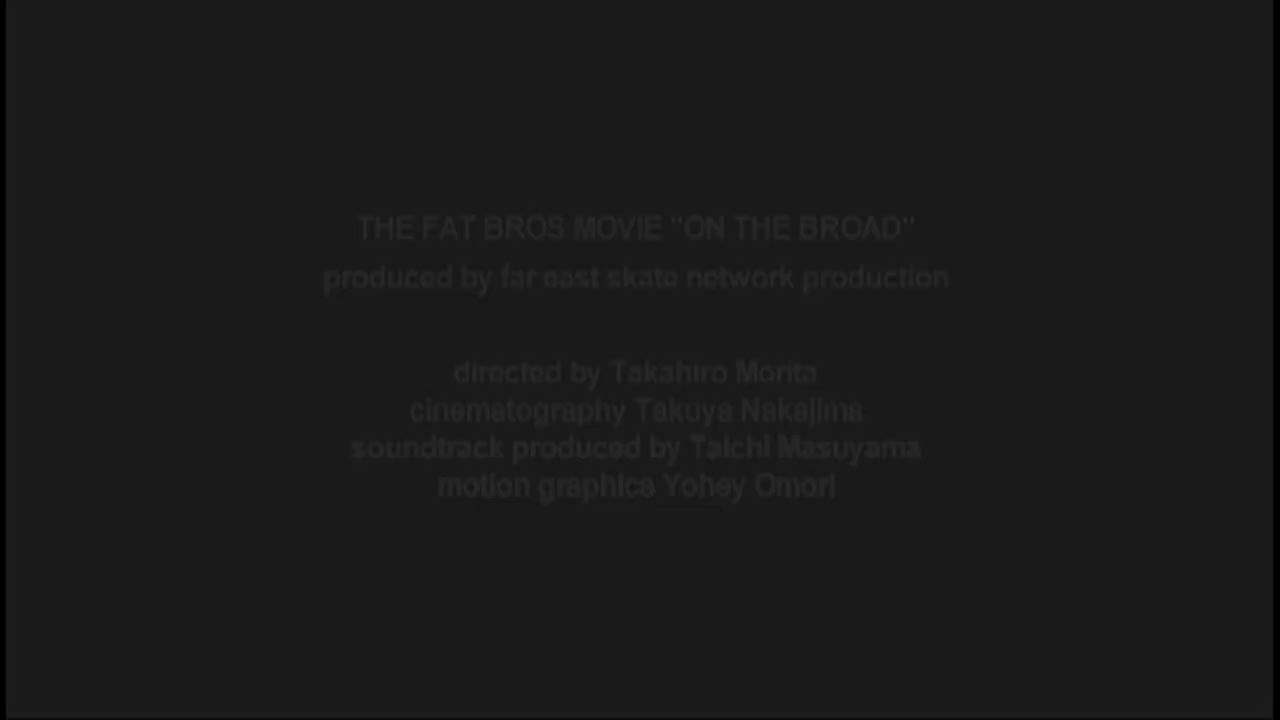 THE FAT BROS MOVIE "ON THE BROAD"
produced by far east skate network production
directed by Takahiro Morita
cinematography Takuya Nakajima
soundtrack produced by Taichi Masuyama
motion graphics Yohey Omori